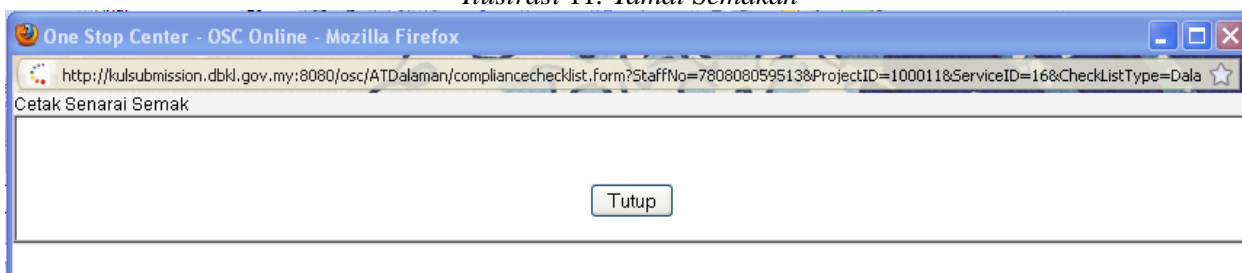 Ilustrasi 11: Tamat Semakan
One Stop Center - OSC Online - Mozilla Firefox
http://kulsubmission.dbkl.gov.my:8080/osc/ATDalaman/compliancechecklist.form?StaffNo=780808059513&ProjectID=100011&ServiceID=16&CheckListType=Dala
Cetak Senarai Semak
Tutup